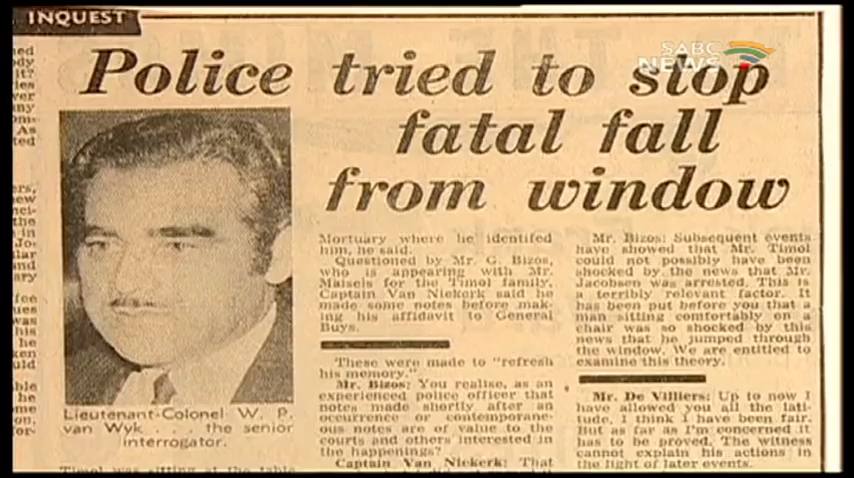 INQUEST
SABC
NEWS
Police tried to stop
fatal fall
from window
Lieutenant-Colonel W. P.
van Wyk . . . the senior
interrogator.
Timol was sitting at the table
Mortuary where he identifed
him, he said.
Questioned by Mr. G. Bizos,
who is appearing with Mr.
Maisels for the Timol family,
Captain Van Niekerk said he
made some notes before mak-
ing his affidavit to General
Buys.
These were made to "refresh
his memory."
Mr. Bizos: You realise, as an
experienced police officer that
notes made shortly after an
occurrence or contemporane-
ous notes are of value to the
courts and others interested in
the happenings?
Captain Van Niekerk: That
Mr. Bizos: Subsequent events
have showed that Mr. Timol
could not possibly have been
shocked by the news that Mr.
Jacobsen was arrested. This is
a terribly relevant factor. It
has been put before you that a
man sitting comfortably on a
chair was so shocked by this
news that he jumped through
the window. We are entitled to
examine this theory.
Mr. De Villiers: Up to now I
have allowed you all the lati-
tude. I think I have been fair.
But as far as I'm concerned it
has to be proved. The witness
cannot explain his actions in
the light of later events.